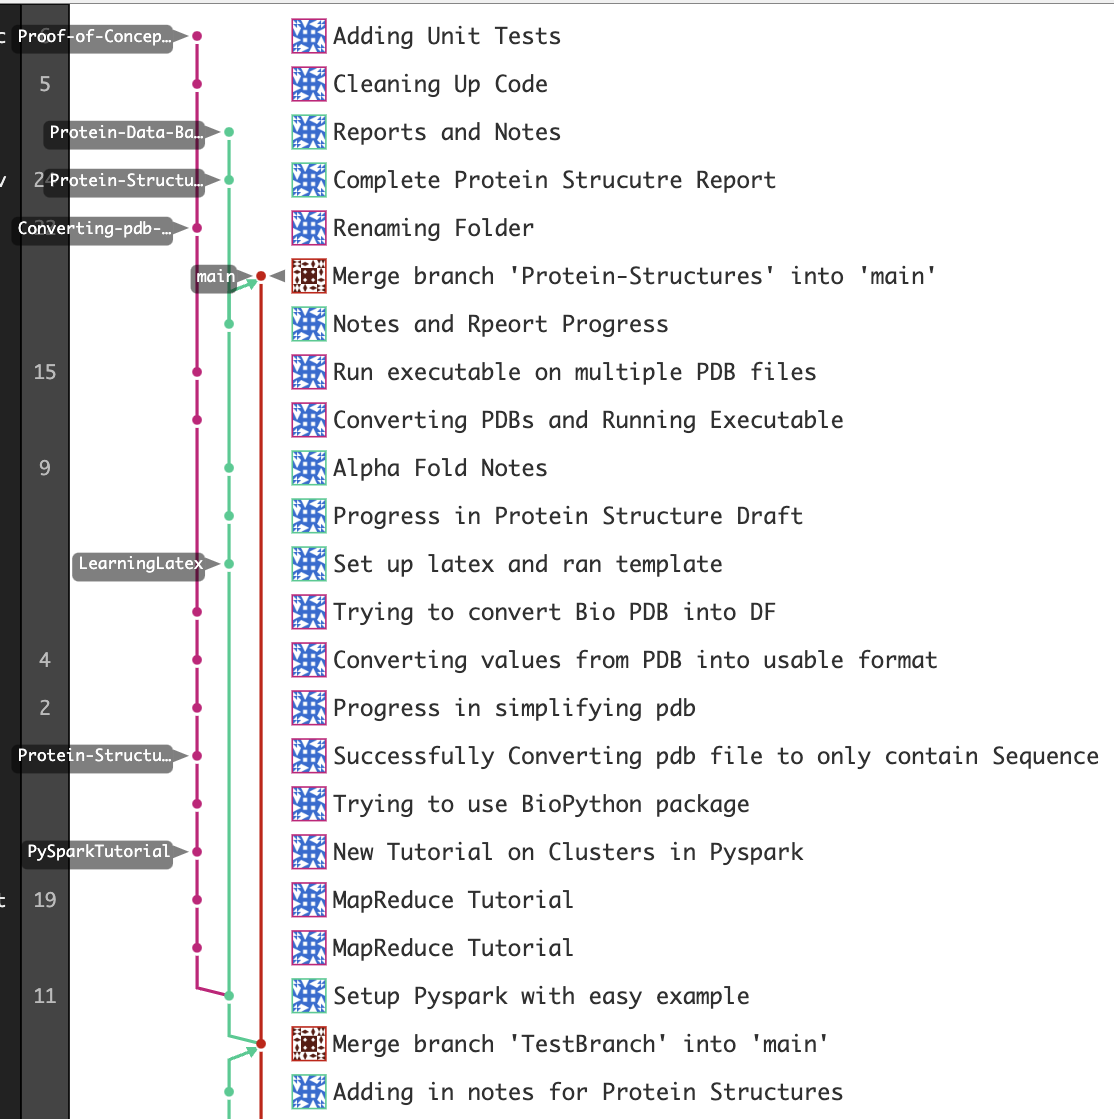 c Proof-of-Concep… Adding Unit Tests
5 Cleaning Up Code
Protein-Data-Ba… Reports and Notes
v Protein-Structu… Complete Protein Strucutre Report
Converting-pdb-… Renaming Folder
main Merge branch 'Protein-Structures' into 'main'
Notes and Rpeort Progress
15 Run executable on multiple PDB files
Converting PDBs and Running Executable
9 Alpha Fold Notes
Progress in Protein Structure Draft
LearningLatex Set up latex and ran template
Trying to convert Bio PDB into DF
4 Converting values from PDB into usable format
2 Progress in simplifying pdb
Protein-Structu… Successfully Converting pdb file to only contain Sequence
Trying to use BioPython package
PySparkTutorial New Tutorial on Clusters in Pyspark
t 19 MapReduce Tutorial
MapReduce Tutorial
11 Setup Pyspark with easy example
Merge branch 'TestBranch' into 'main'
Adding in notes for Protein Structures